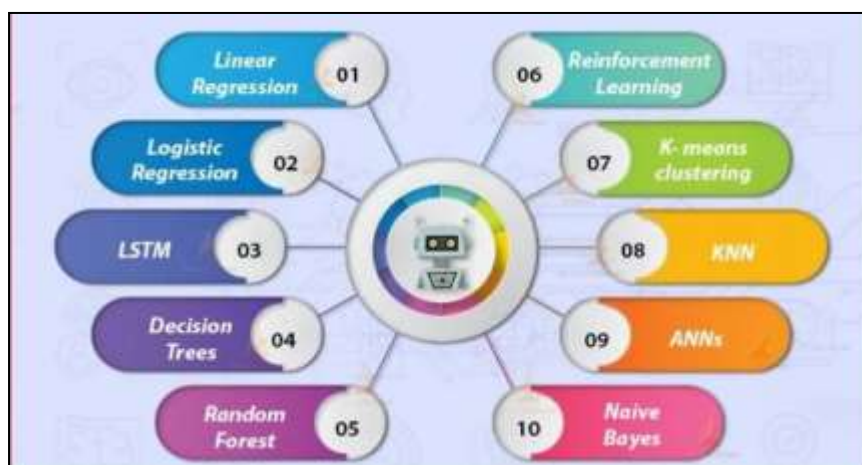 01
Linear
Regression
02
Logistic
Regression
03
LSTM
04
Decision
Trees
05
Random
Forest
06
Reinforcement
Learning
07
K- means
clustering
08
KNN
09
ANNs
10
Naive
Bayes